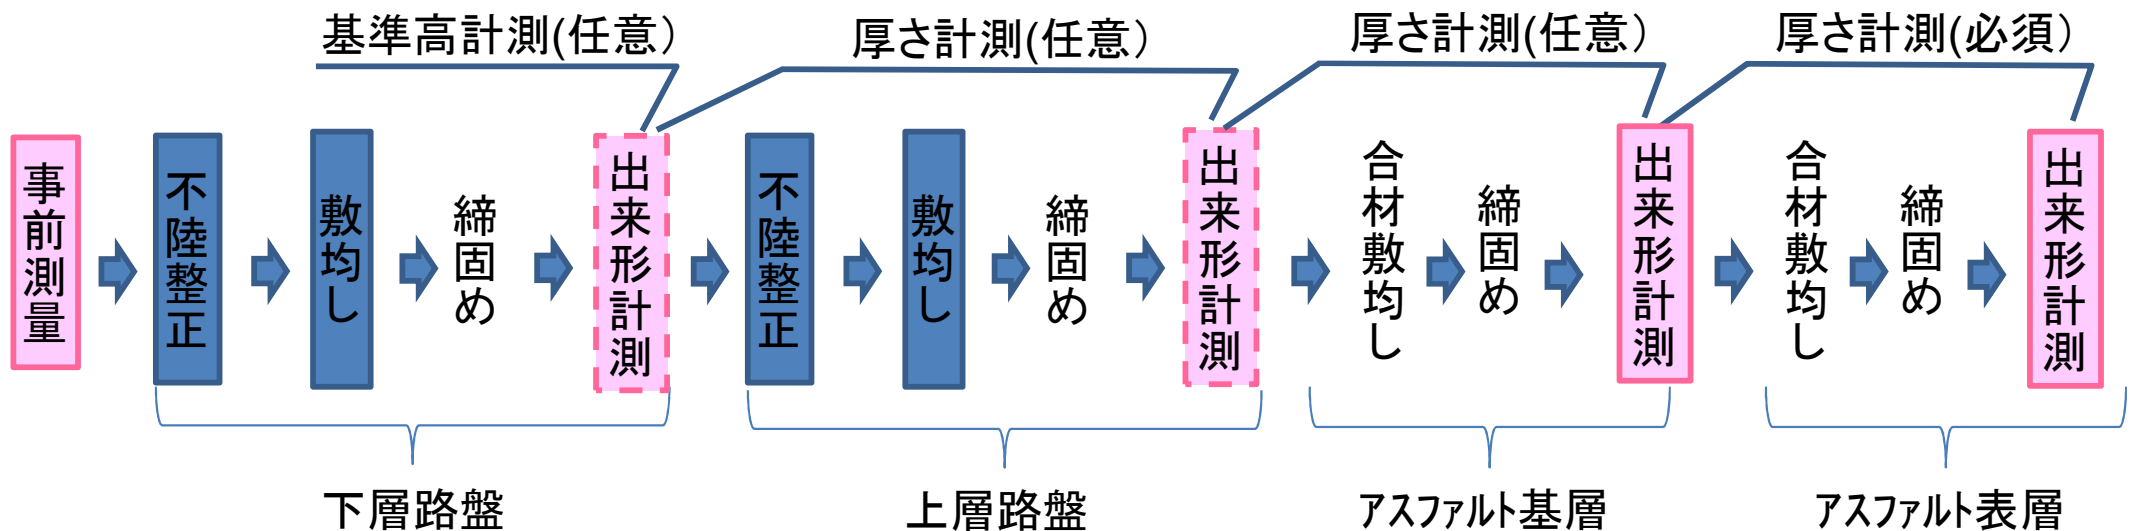 基準高計測(任意)
厚さ計測(任意)
厚さ計測(任意)
厚さ計測(必須)
事前測量
不陸整正
敷均し
締固め
出来形計測
不陸整正
敷均し
締固め
出来形計測
合材敷均し
締固め
出来形計測
合材敷均し
締固め
出来形計測
下層路盤
上層路盤
アスファルト基層
アスファルト表層